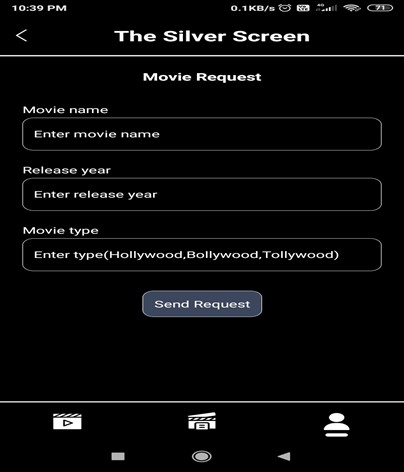 10:39 PM 0.1KB/s 4G 71
The Silver Screen
Movie Request
Movie name
Enter movie name
Release year
Enter release year
Movie type
Enter type(Hollywood,Bollywood,Tollywood)
Send Request